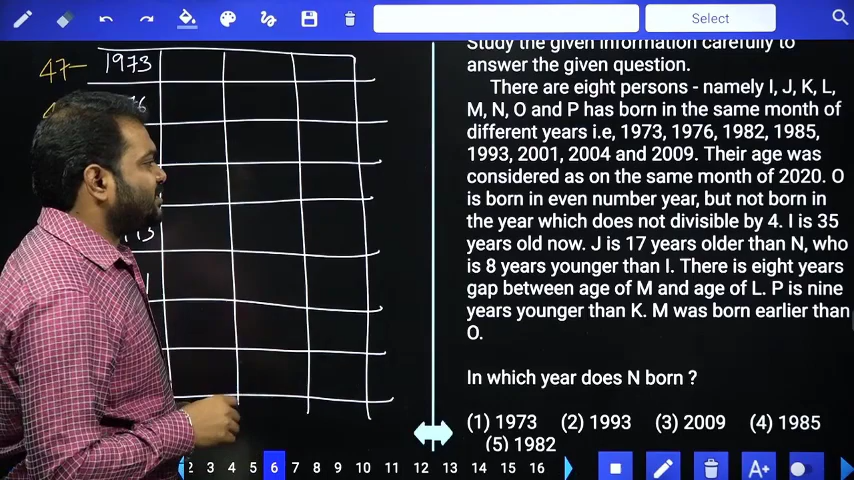 Select
47- 1973
Study the given information carefully to
answer the given question.
There are eight persons - namely I, J, K, L,
M, N, O and P has born in the same month of
different years i.e, 1973, 1976, 1982, 1985,
1993, 2001, 2004 and 2009. Their age was
considered as on the same month of 2020. O
is born in even number year, but not born in
the year which does not divisible by 4. I is 35
years old now. J is 17 years older than N, who
is 8 years younger than I. There is eight years
gap between age of M and age of L. P is nine
years younger than K. M was born earlier than
O.
In which year does N born ?
(1) 1973 (2) 1993 (3) 2009 (4) 1985
(5) 1982
2 3 4 5 6 7 8 9 10 11 12 13 14 15 16
A+